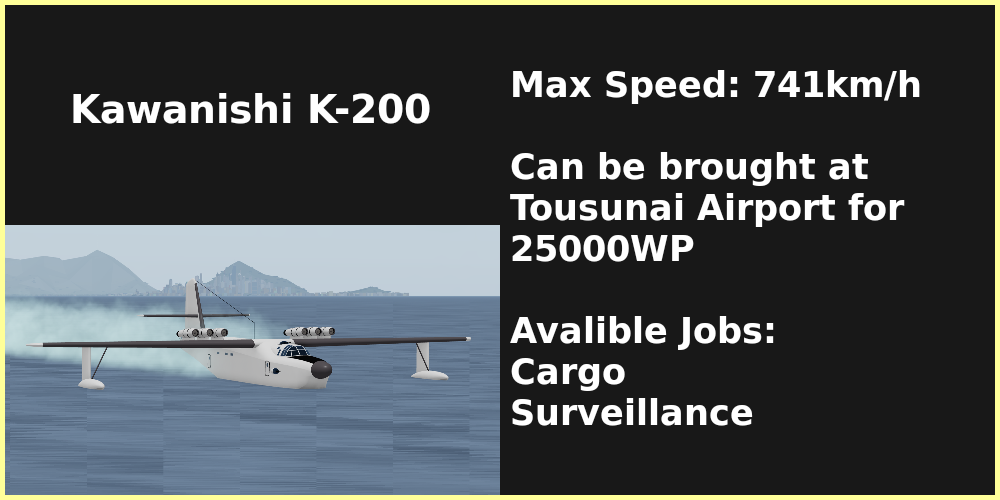 Kawanishi K-200
Max Speed: 741km/h
Can be brought at
Tousunai Airport for
25000WP
Avalible Jobs:
Cargo
Surveillance